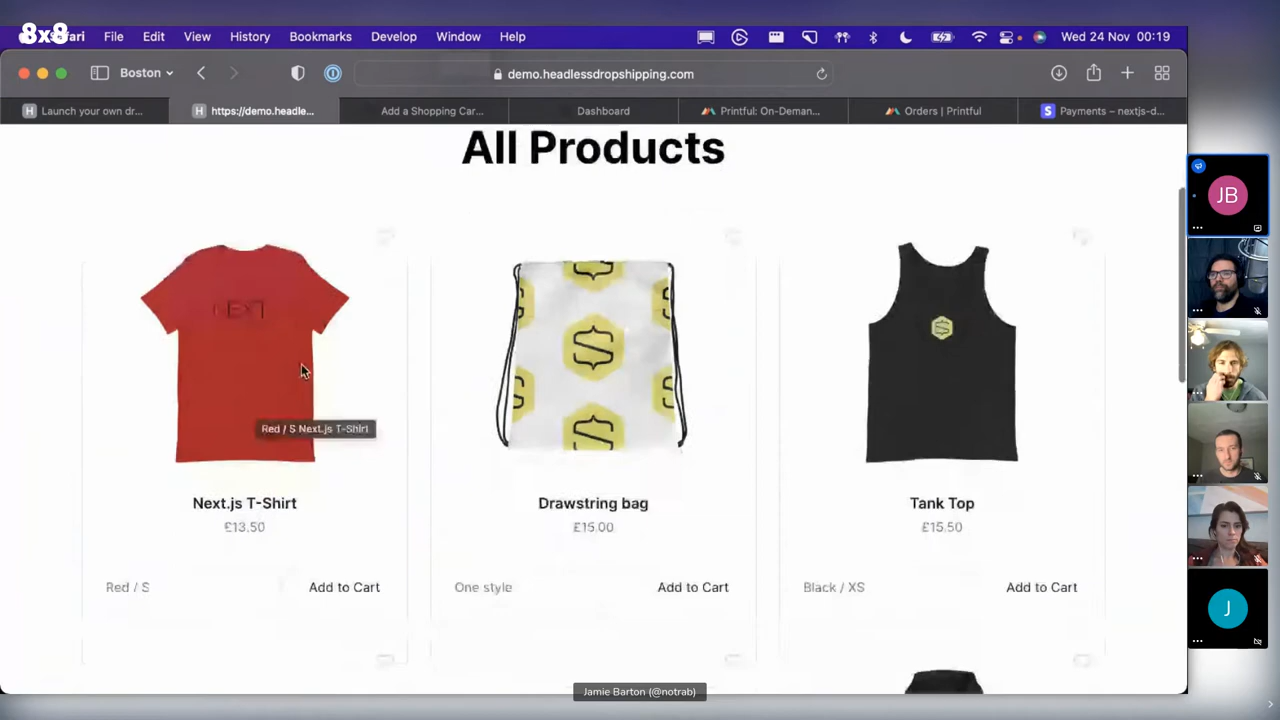 8x8
Safari File Edit View History Bookmarks Develop Window Help Wed 24 Nov 00:19
Boston demo.headlessdropshipping.com
H Launch your own dr... H https://demo.headle... Add a Shopping Car... Dashboard Printful: On-Deman... Orders | Printful S Payments – nextjs-d...
All Products
JB
NEXT
Red / S Next.js T-Shirt
Next.js T-Shirt Drawstring bag Tank Top
£13.50 £15.00 £15.50
Red / S Add to Cart One style Add to Cart Black / XS Add to Cart
J
Jamie Barton (@notrab)